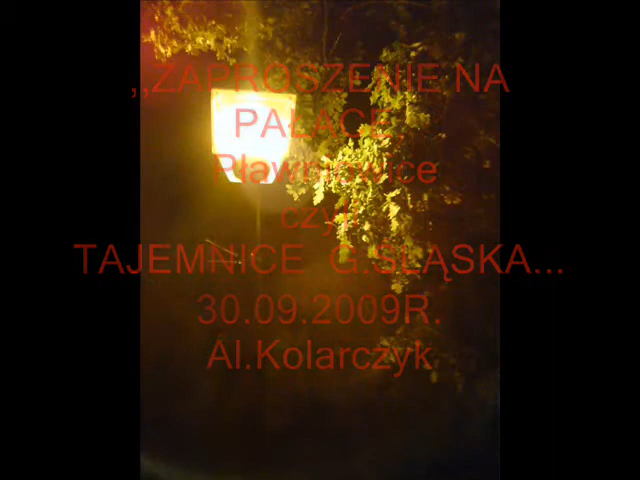 ,,ZAPROSZENIE NA
PAŁACE
Pławniowice
czyli
TAJEMNICE G.ŚLĄSKA...
30.09.2009R.
Al.Kolarczyk